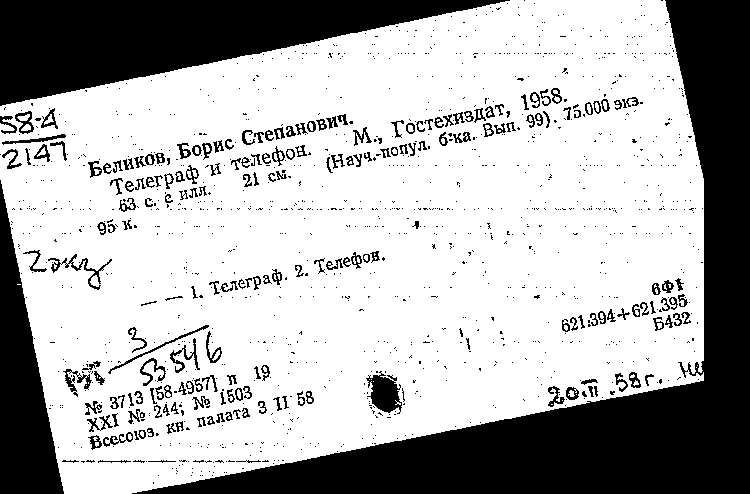 58-4
2147
Беликов, Борис Степанович.
Телеграф и телефон. М., Гостехиздат, 1958.
63 с. с илл. 21 см. (Науч.-попул. б-ка. Вып. 99). 75.000 экз.
95 к.
2 экз
— — 1. Телеграф. 2. Телефон.
3
53546
6Ф1
621.394+621.395
Б432
№ 3713 [58-4957] п 19
XXI № 244; № 1503
Всесоюз. кн. палата 3 II 58
20.II.58г.